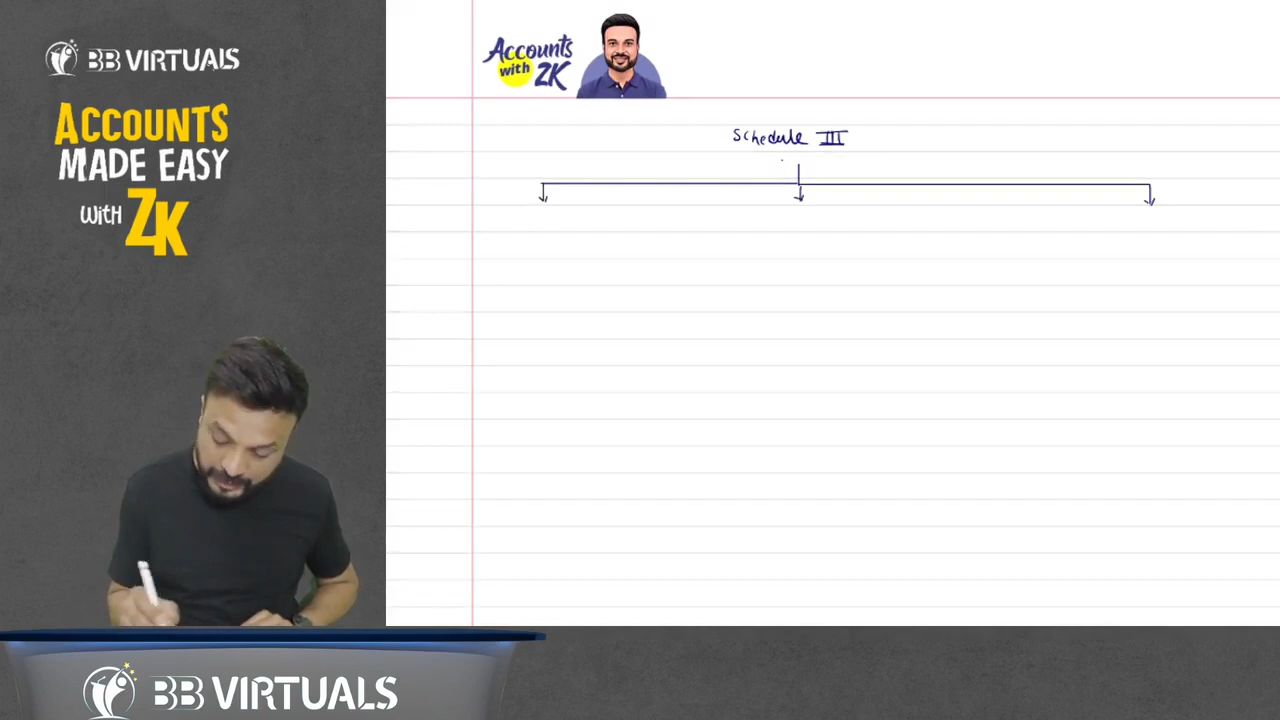 BB VIRTUALS
ACCOUNTS
MADE EASY
with ZK
Accounts
with ZK
Schedule III
BB VIRTUALS